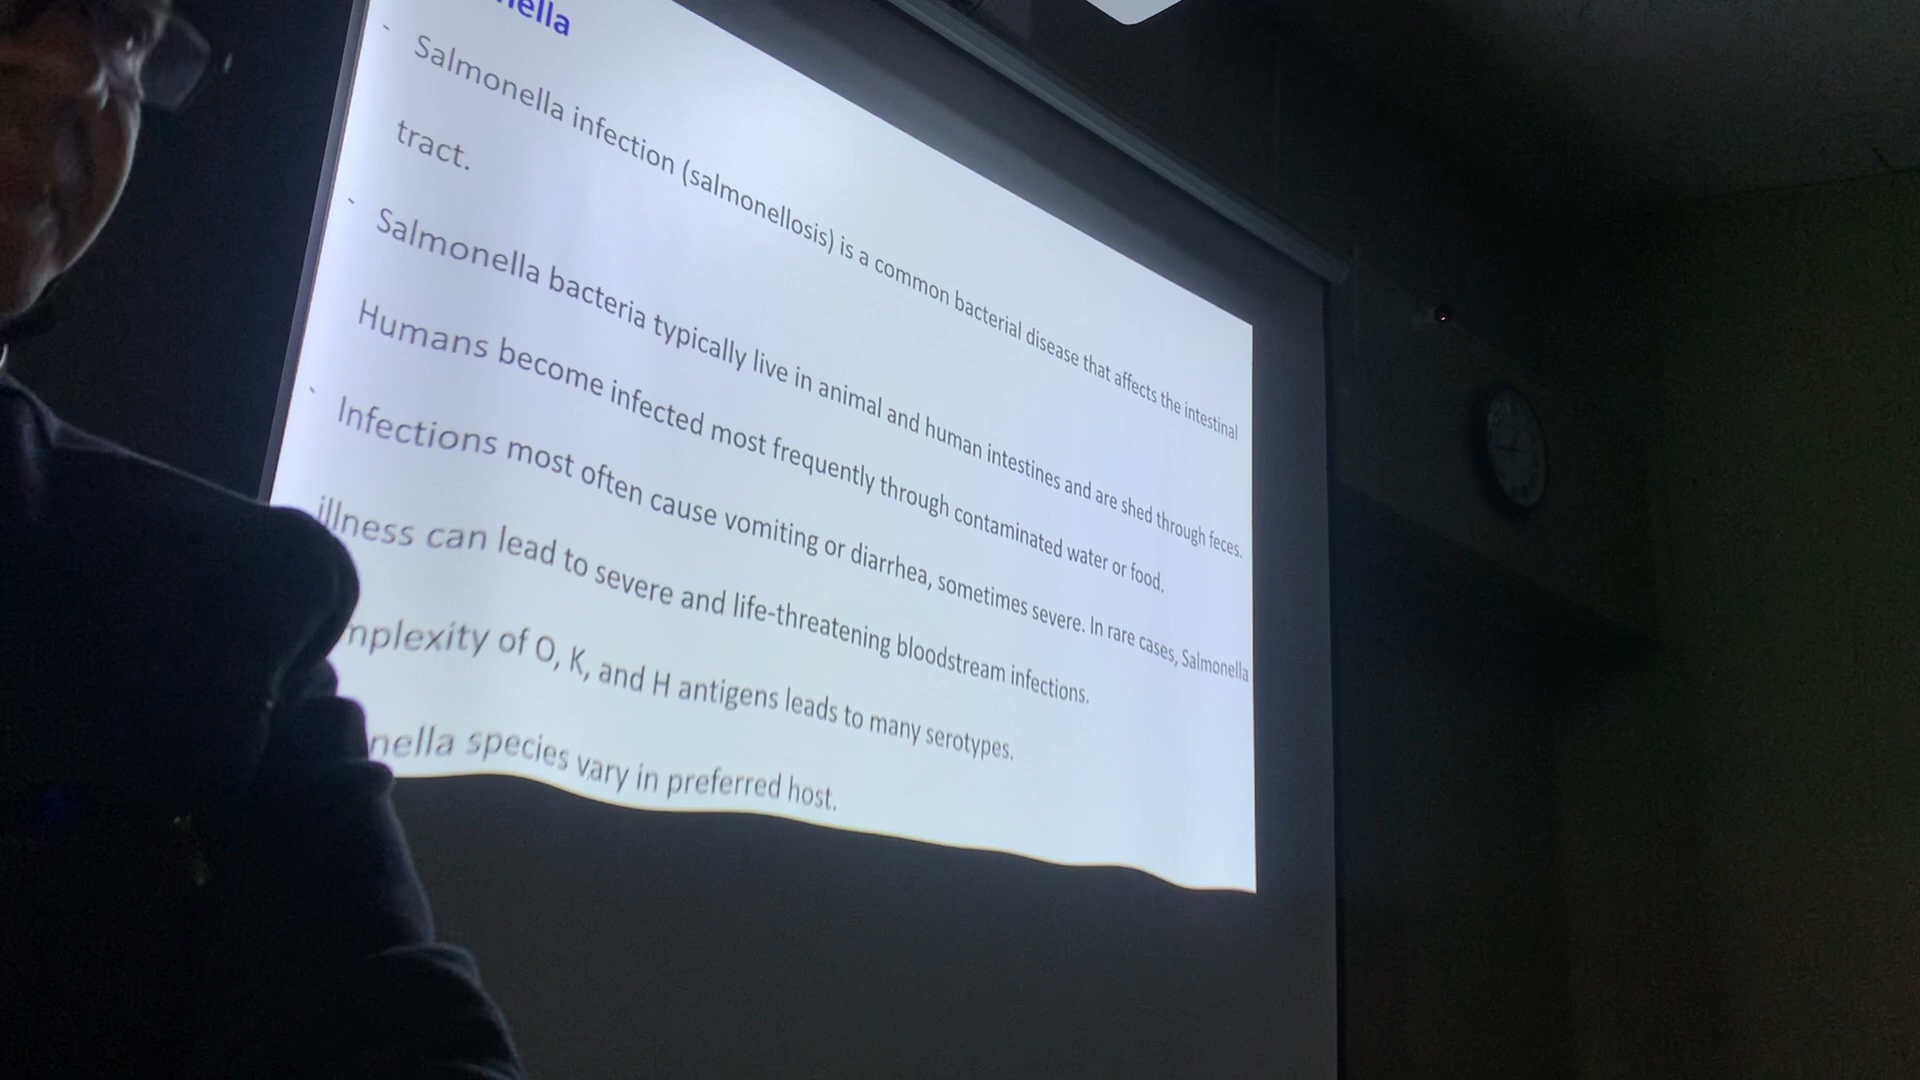 nella
- Salmonella infection (salmonellosis) is a common bacterial disease that affects the intestinal
tract.
- Salmonella bacteria typically live in animal and human intestines and are shed through feces.
Humans become infected most frequently through contaminated water or food.
- Infections most often cause vomiting or diarrhea, sometimes severe. In rare cases, Salmonella
illness can lead to severe and life-threatening bloodstream infections.
mplexity of O, K, and H antigens leads to many serotypes.
nella species vary in preferred host.